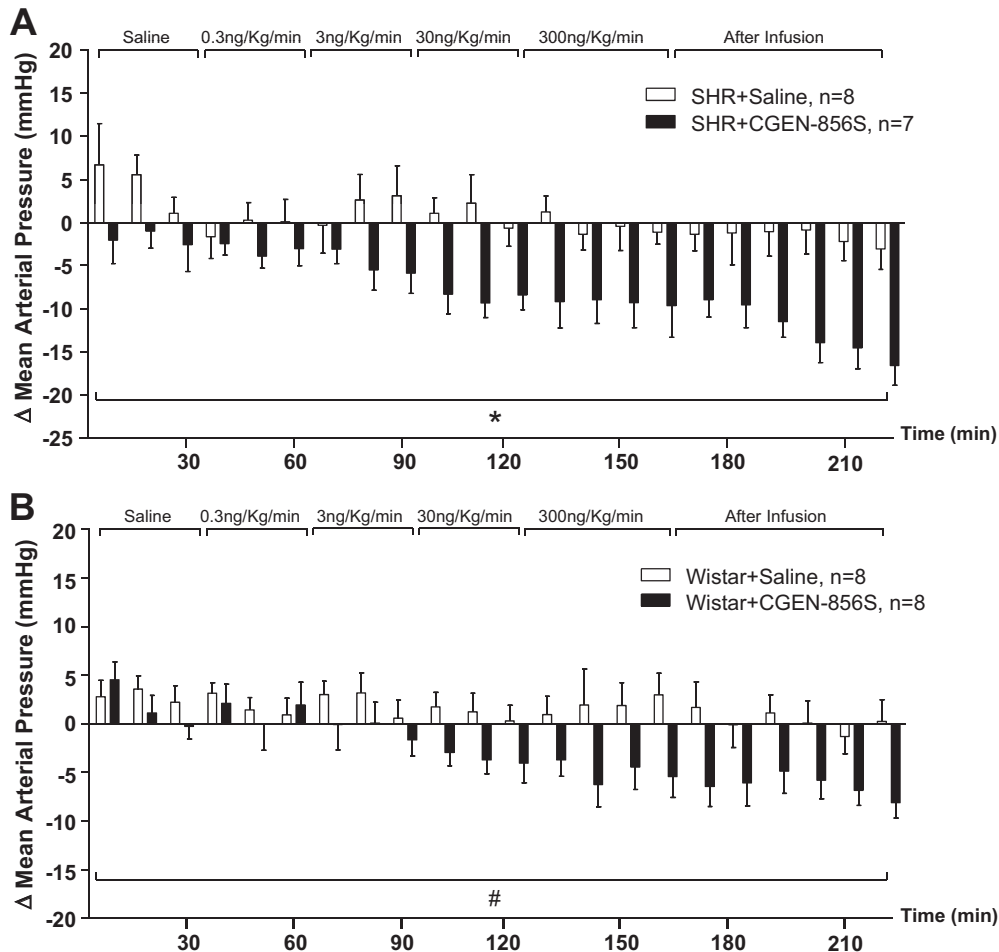 A
Saline 0.3ng/Kg/min 3ng/Kg/min 30ng/Kg/min 300ng/Kg/min After Infusion
Δ Mean Arterial Pressure (mmHg)
20
15
10
5
0
-5
-10
-15
-20
-25
SHR+Saline, n=8
SHR+CGEN-856S, n=7
*
Time (min)
30 60 90 120 150 180 210
B
Saline 0.3ng/Kg/min 3ng/Kg/min 30ng/Kg/min 300ng/Kg/min After Infusion
Δ Mean Arterial Pressure (mmHg)
20
15
10
5
0
-5
-10
-15
-20
Wistar+Saline, n=8
Wistar+CGEN-856S, n=8
#
Time (min)
30 60 90 120 150 180 210